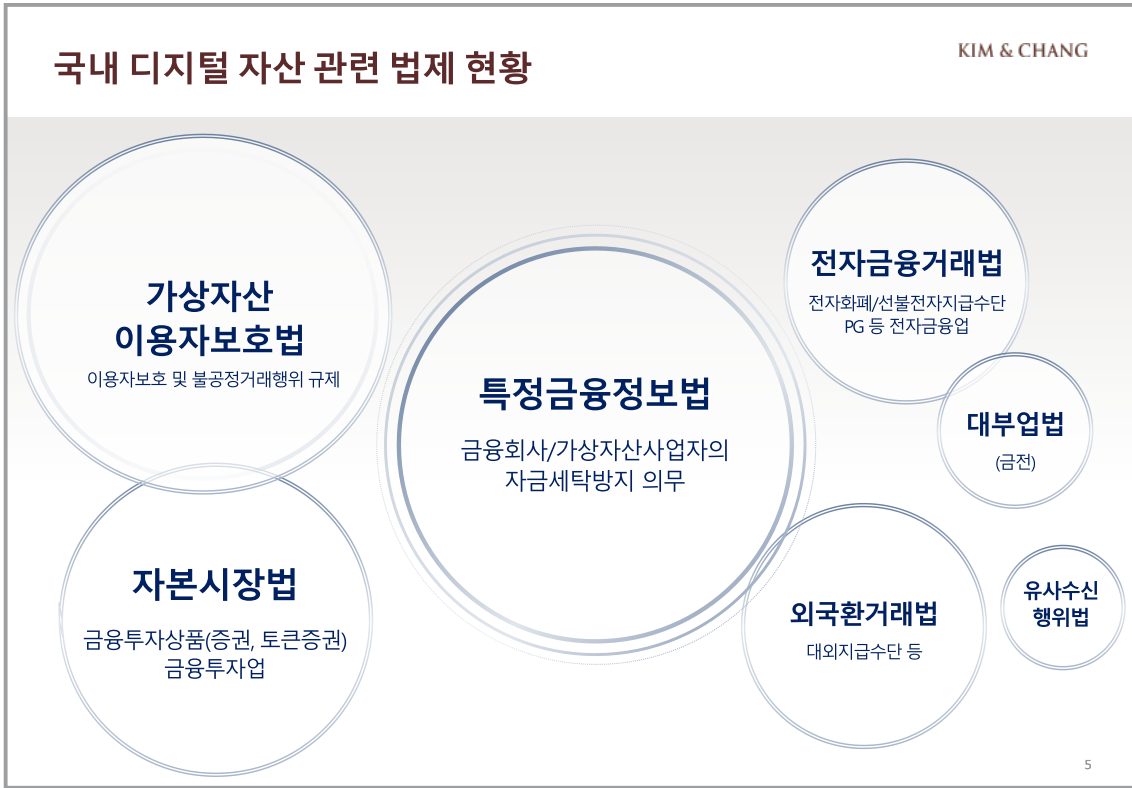 국내 디지털 자산 관련 법제 현황
KIM & CHANG
가상자산
이용자보호법
이용자보호 및 불공정거래행위 규제
자본시장법
금융투자상품(증권, 토큰증권)
금융투자업
특정금융정보법
금융회사/가상자산사업자의
자금세탁방지 의무
전자금융거래법
전자화폐/선불전자지급수단
PG 등 전자금융업
대부업법
(금전)
외국환거래법
대외지급수단 등
유사수신
행위법
5